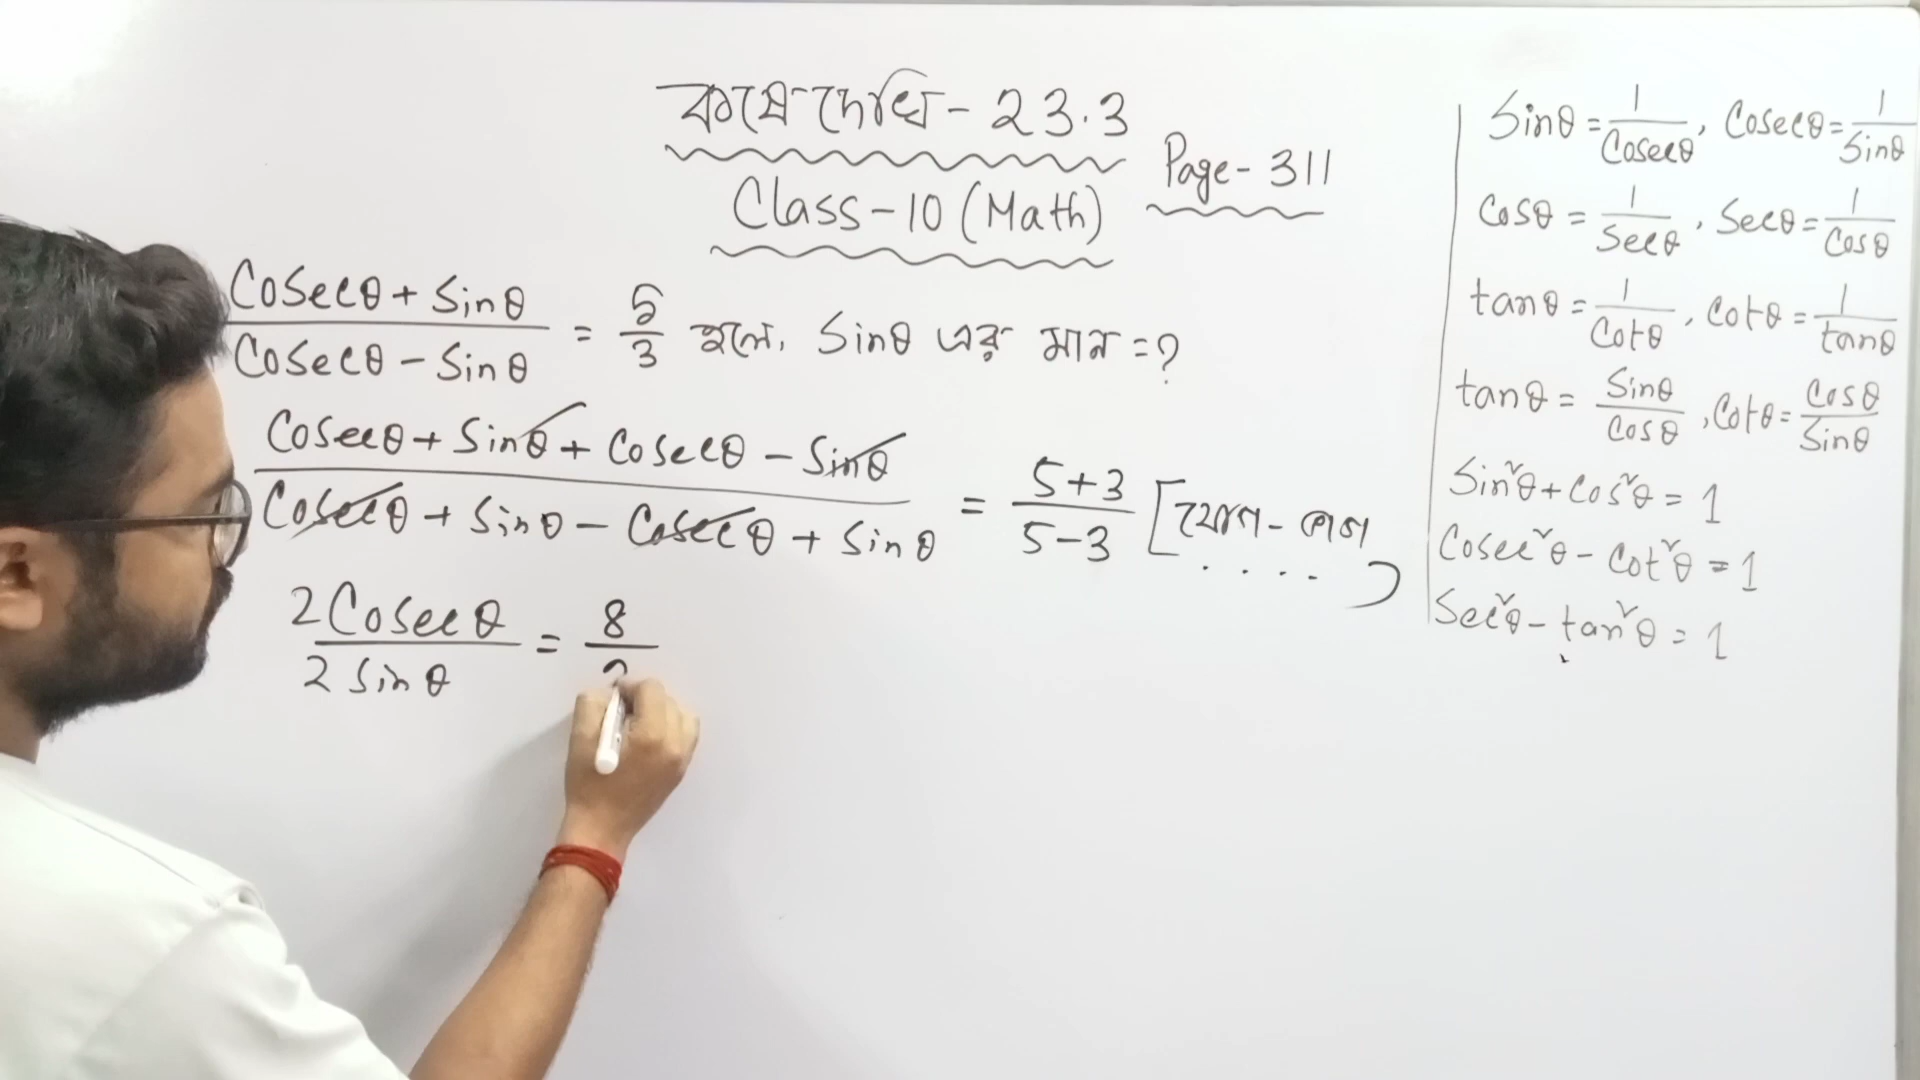 কষে দেখি - 23.3
Class-10 (Math)
Page- 311
Cosecθ + Sinθ / Cosecθ - Sinθ = 5/3 হলে, Sinθ এর মান = ?
Cosecθ + Sinθ + Cosecθ - Sinθ / Cosecθ + Sinθ - Cosecθ + Sinθ = 5+3 / 5-3 [যোগ - ভাগ
. . . . ]
2Cosecθ / 2Sinθ = 8 /
Sinθ = 1/Cosecθ, Cosecθ = 1/Sinθ
Cosθ = 1/Secθ, Secθ = 1/Cosθ
tanθ = 1/Cotθ, Cotθ = 1/tanθ
tanθ = Sinθ/Cosθ, Cotθ = Cosθ/Sinθ
Sin²θ + Cos²θ = 1
Cosec²θ - Cot²θ = 1
Sec²θ - tan²θ = 1